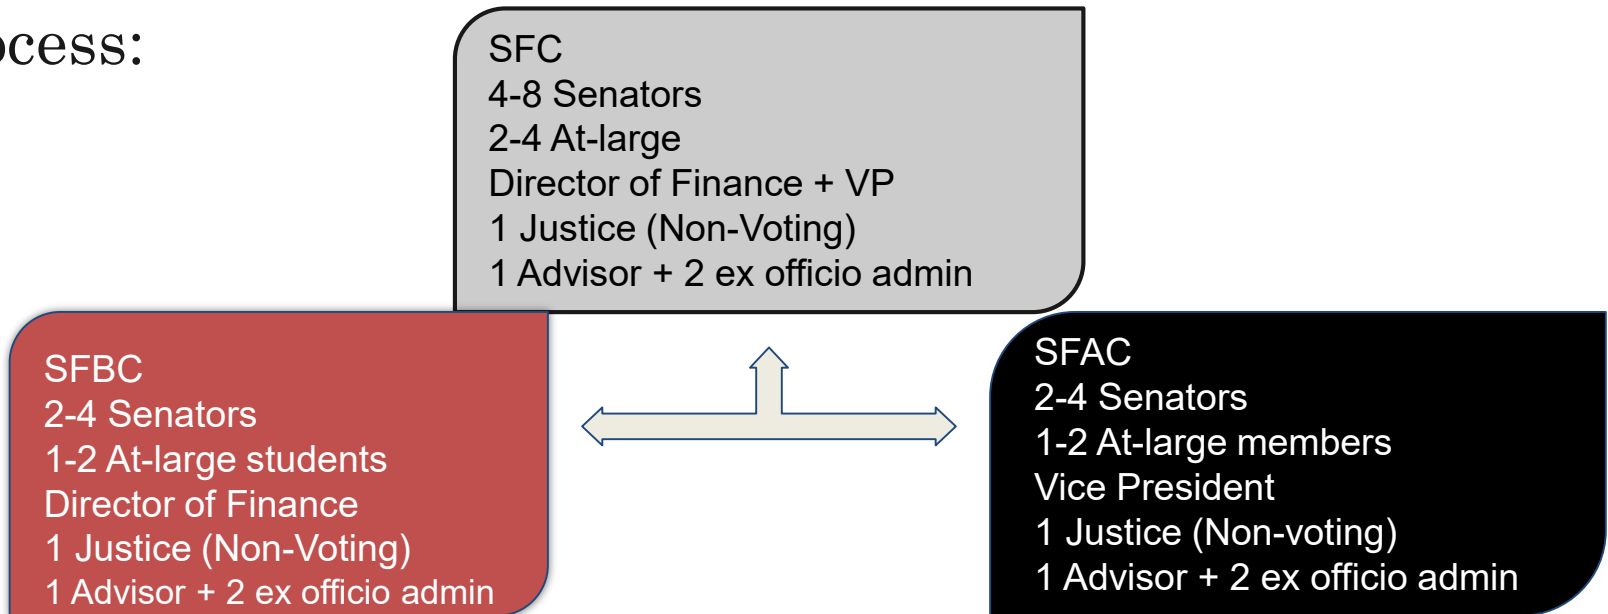 ocess:
SFC
4-8 Senators
2-4 At-large
Director of Finance + VP
1 Justice (Non-Voting)
1 Advisor + 2 ex officio admin
SFBC
2-4 Senators
1-2 At-large students
Director of Finance
1 Justice (Non-Voting)
1 Advisor + 2 ex officio admin
SFAC
2-4 Senators
1-2 At-large members
Vice President
1 Justice (Non-voting)
1 Advisor + 2 ex officio admin